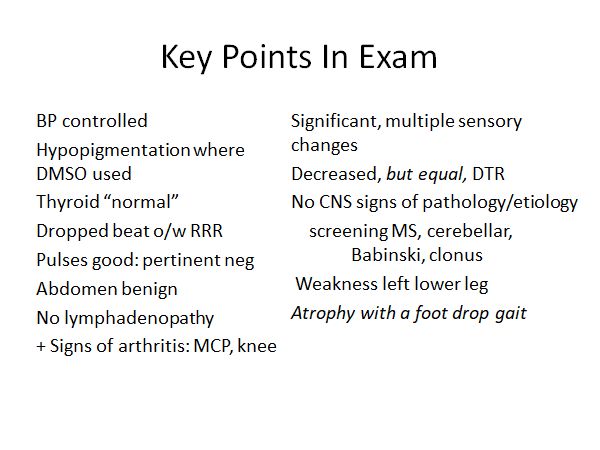 Key Points In Exam
BP controlled
Hypopigmentation where
DMSO used
Thyroid “normal”
Dropped beat o/w RRR
Pulses good: pertinent neg
Abdomen benign
No lymphadenopathy
+ Signs of arthritis: MCP, knee
Significant, multiple sensory
changes
Decreased, but equal, DTR
No CNS signs of pathology/etiology
screening MS, cerebellar,
Babinski, clonus
Weakness left lower leg
Atrophy with a foot drop gait